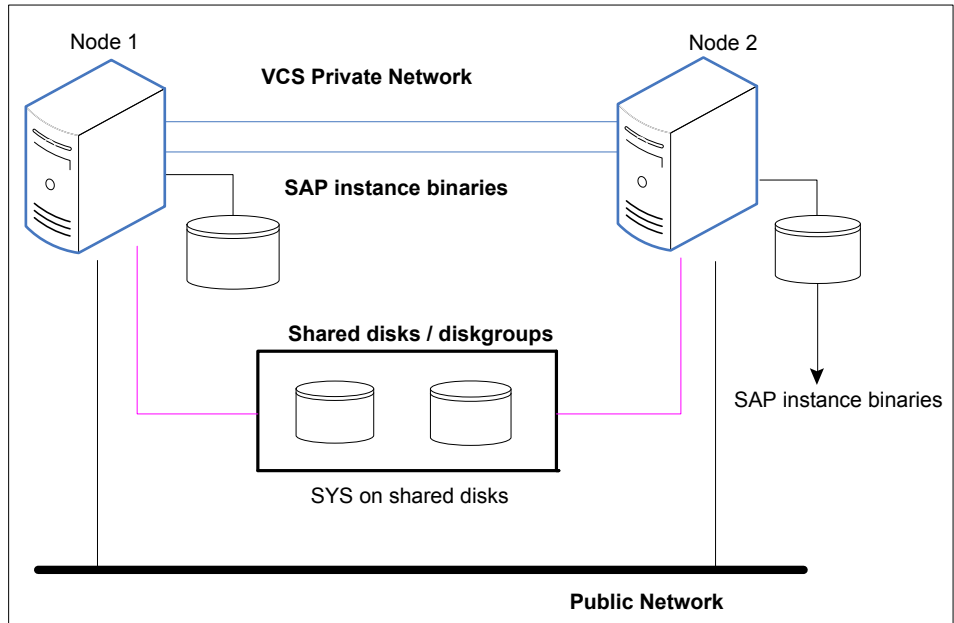 Node 1
Node 2
VCS Private Network
SAP instance binaries
Shared disks / diskgroups
SAP instance binaries
SYS on shared disks
Public Network